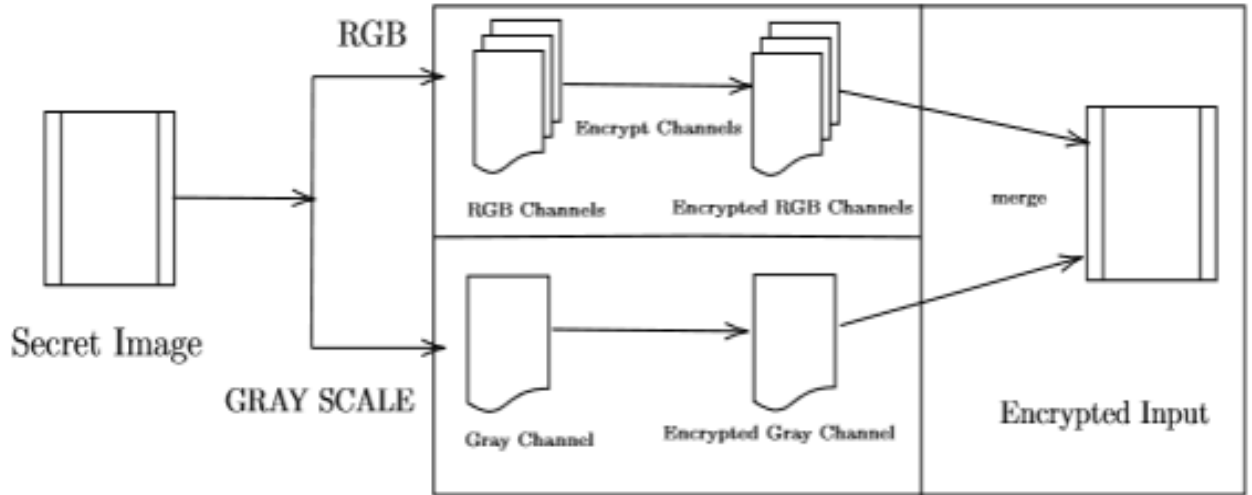 RGB
Encrypt Channels
RGB Channels
Encrypted RGB Channels
merge
Secret Image
GRAY SCALE
Gray Channel
Encrypted Gray Channel
Encrypted Input